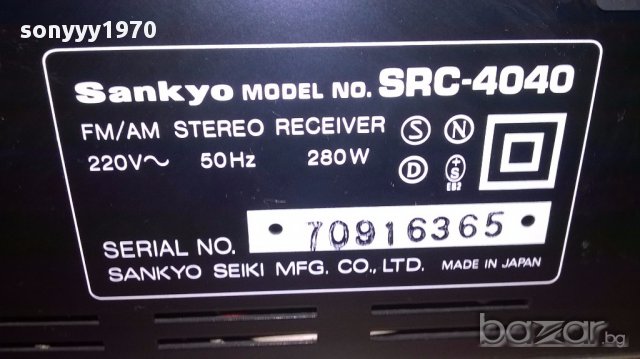 sonyyy1970
Sankyo MODEL NO. SRC-4040
FM/AM STEREO RECEIVER
220V~ 50Hz 280W
S N
D +S EU2
SERIAL NO. • 70916365 •
SANKYO SEIKI MFG. CO., LTD. MADE IN JAPAN
bazar.bg